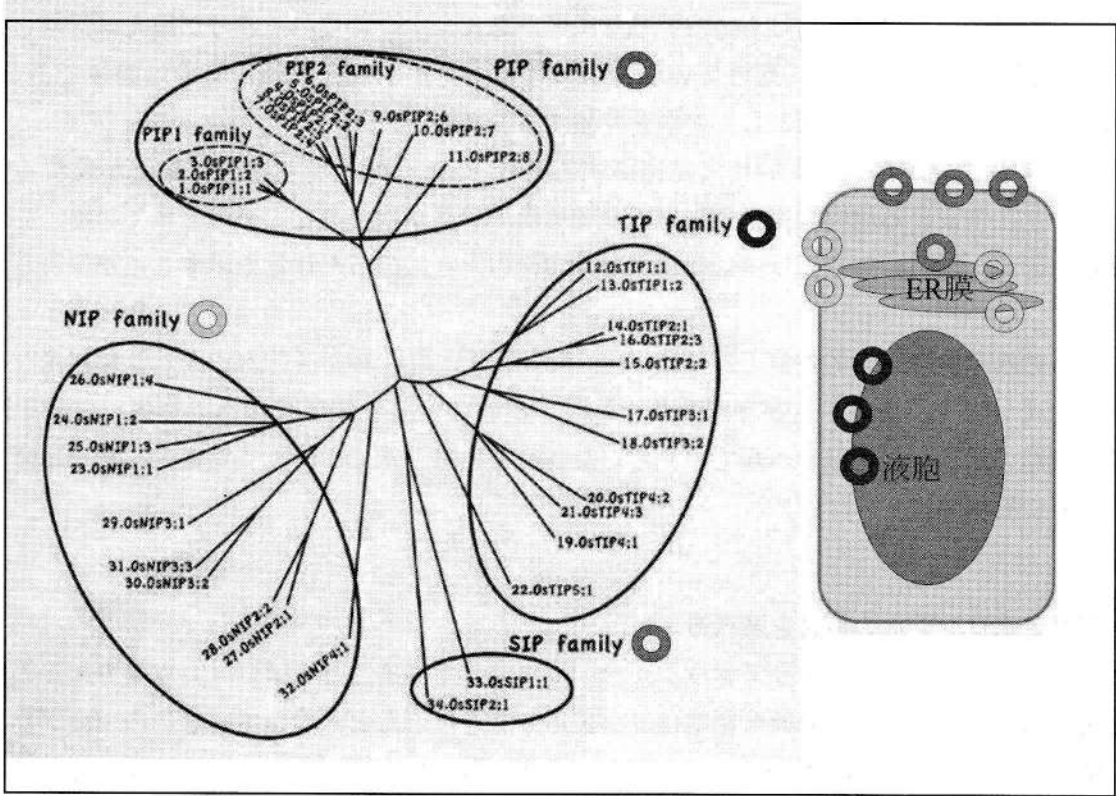 PIP2 family
PIP family
6.OsPIP2;3
9.OsPIP2;6
10.OsPIP2;7
11.OsPIP2;8
PIP1 family
3.OsPIP1;3
2.OsPIP1;2
1.OsPIP1;1
TIP family
12.OsTIP1;1
13.OsTIP1;2
14.OsTIP2;1
16.OsTIP2;3
15.OsTIP2;2
17.OsTIP3;1
18.OsTIP3;2
20.OsTIP4;2
21.OsTIP4;3
19.OsTIP4;1
22.OsTIP5;1
NIP family
26.OsNIP1;4
24.OsNIP1;2
25.OsNIP1;3
23.OsNIP1;1
29.OsNIP3;1
31.OsNIP3;3
30.OsNIP3;2
28.OsNIP2;2
27.OsNIP2;1
32.OsNIP4;1
SIP family
33.OsSIP1;1
34.OsSIP2;1
ER膜
液胞